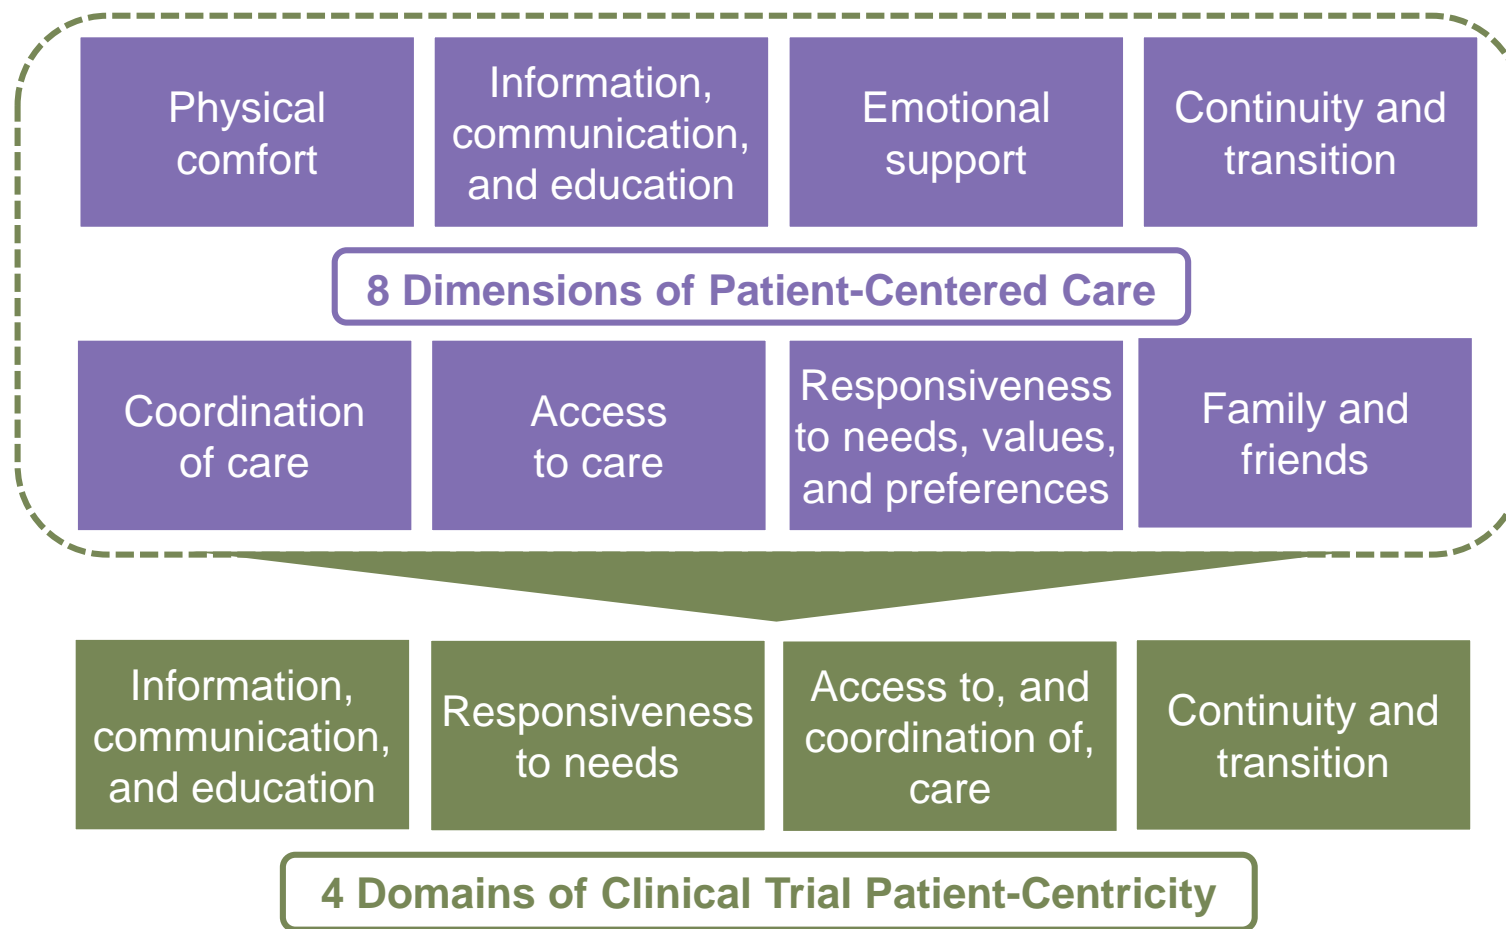 Physical
comfort
Information,
communication,
and education
Emotional
support
Continuity and
transition
8 Dimensions of Patient-Centered Care
Coordination
of care
Access
to care
Responsiveness
to needs, values,
and preferences
Family and
friends
Information,
communication,
and education
Responsiveness
to needs
Access to, and
coordination of,
care
Continuity and
transition
4 Domains of Clinical Trial Patient-Centricity